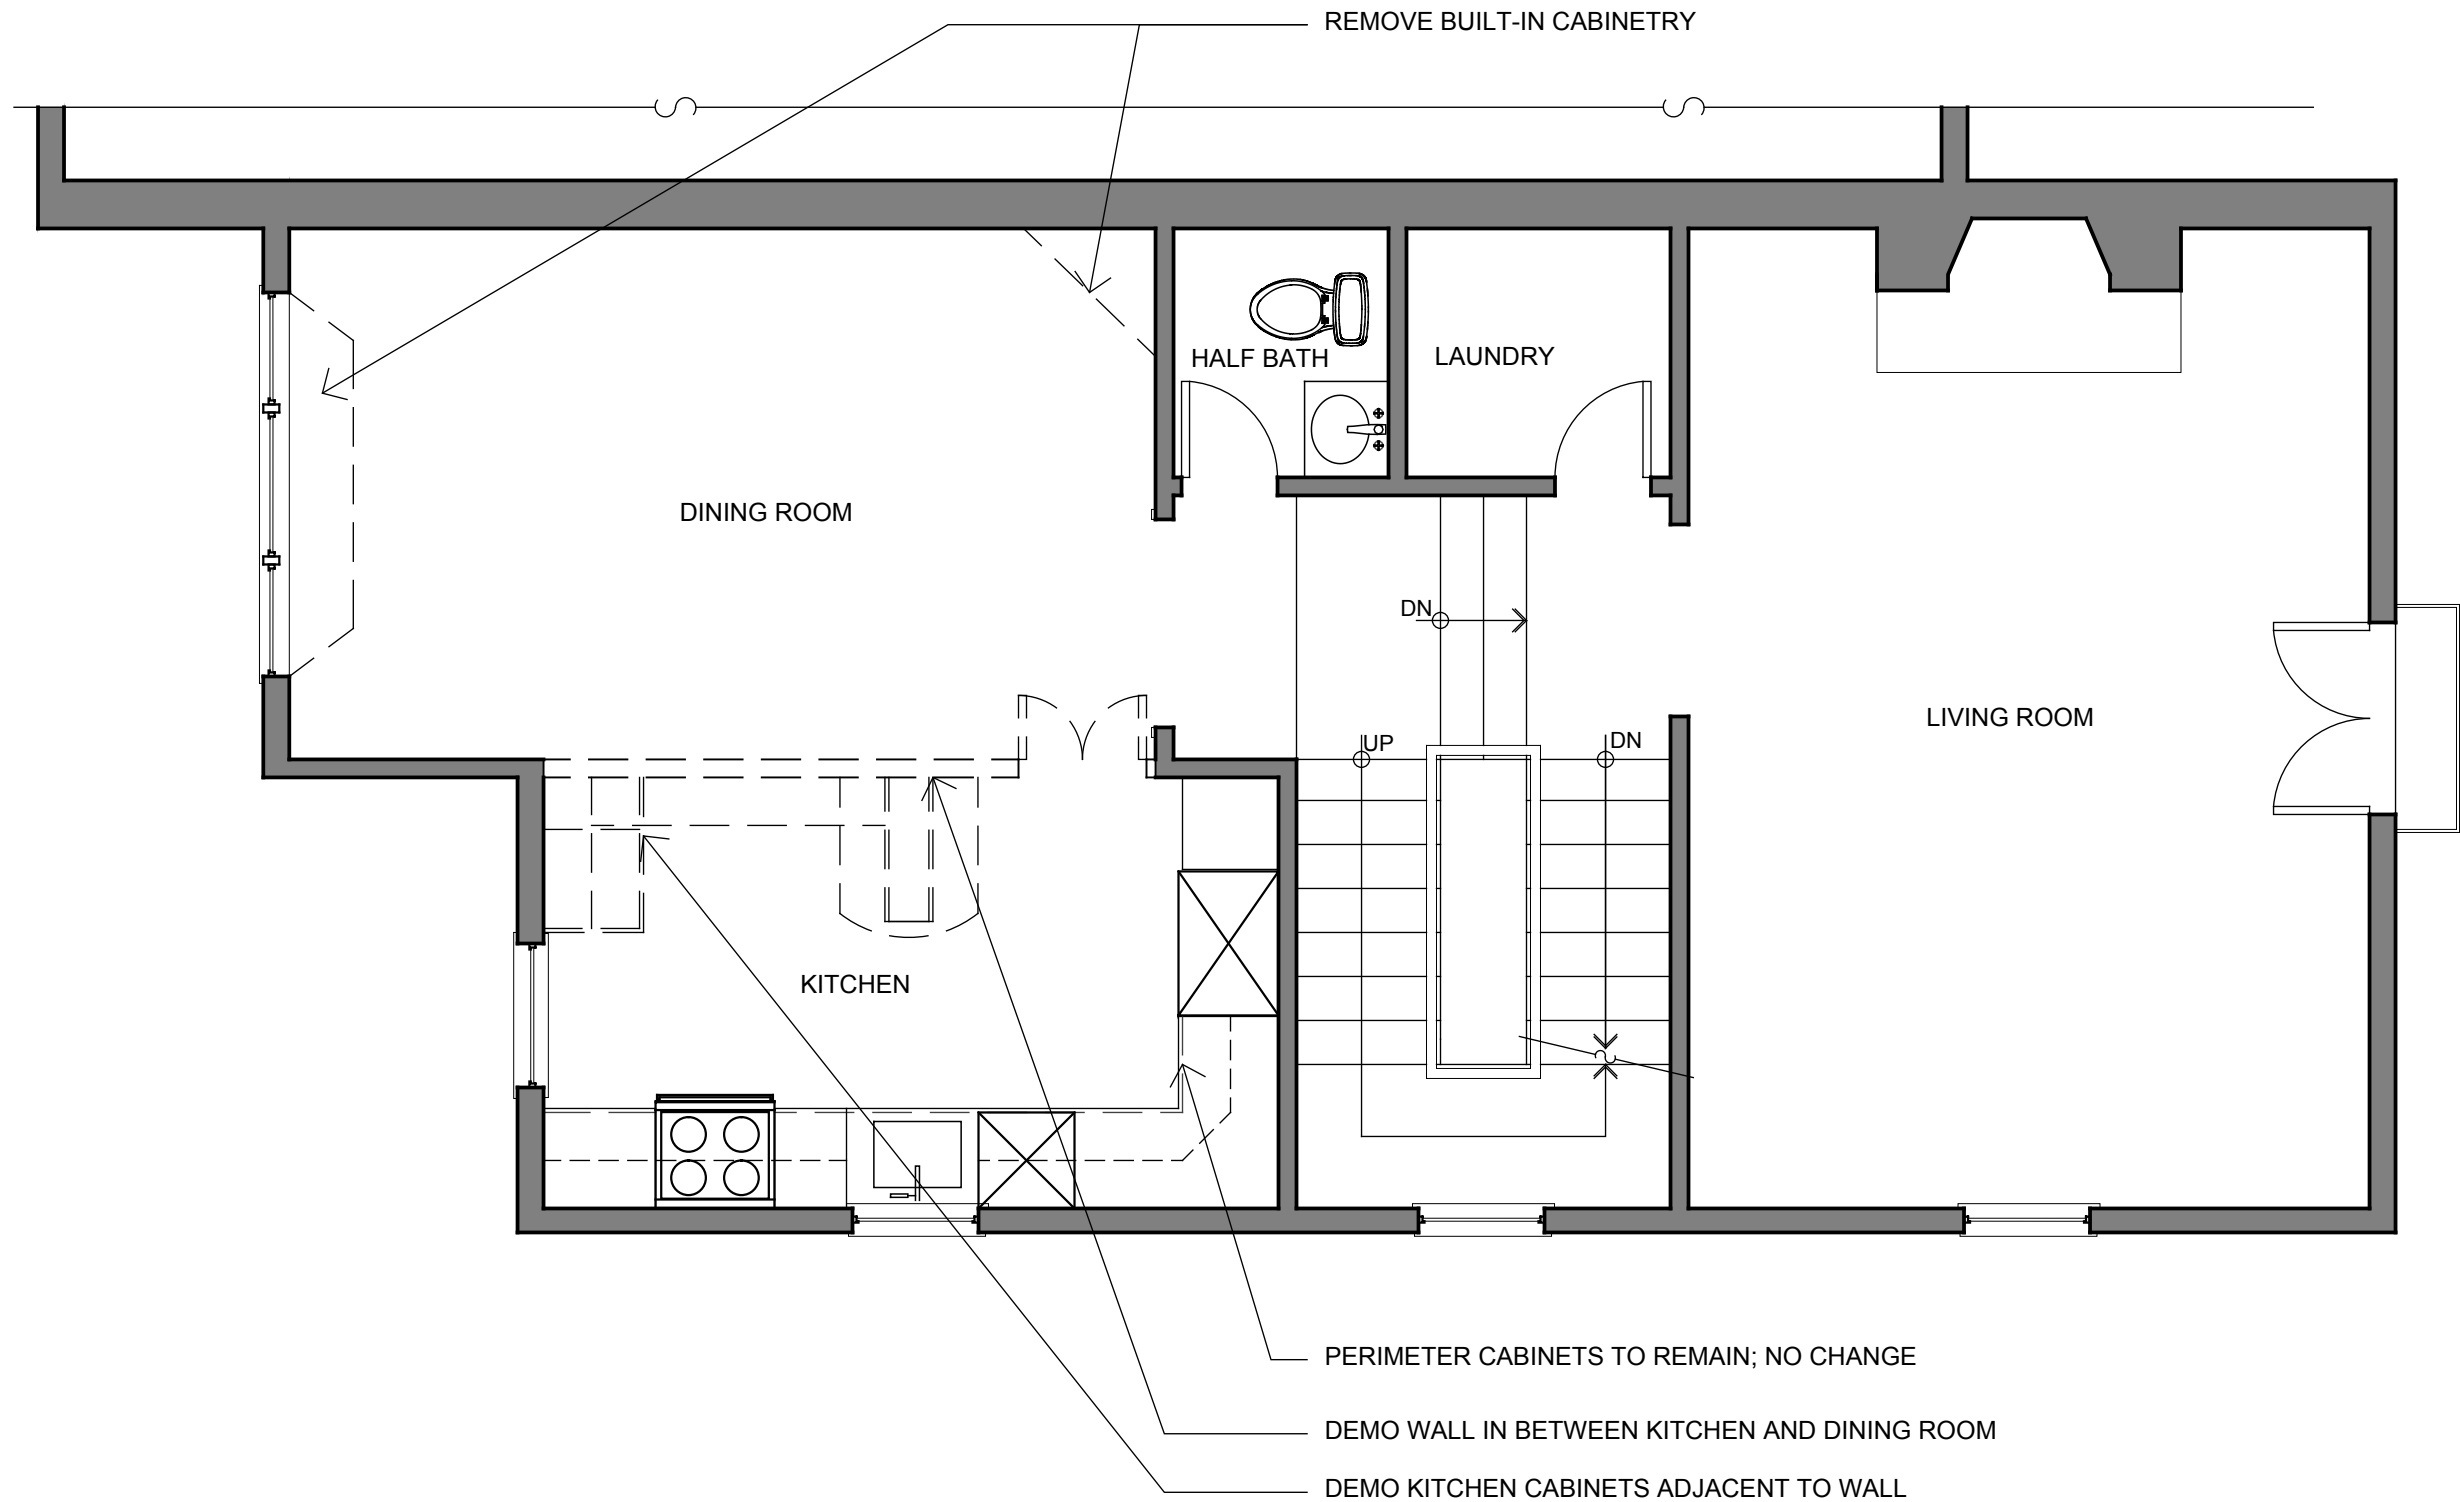 REMOVE BUILT-IN CABINETRY
HALF BATH
LAUNDRY
DINING ROOM
DN
LIVING ROOM
UP
DN
KITCHEN
PERIMETER CABINETS TO REMAIN; NO CHANGE
DEMO WALL IN BETWEEN KITCHEN AND DINING ROOM
DEMO KITCHEN CABINETS ADJACENT TO WALL